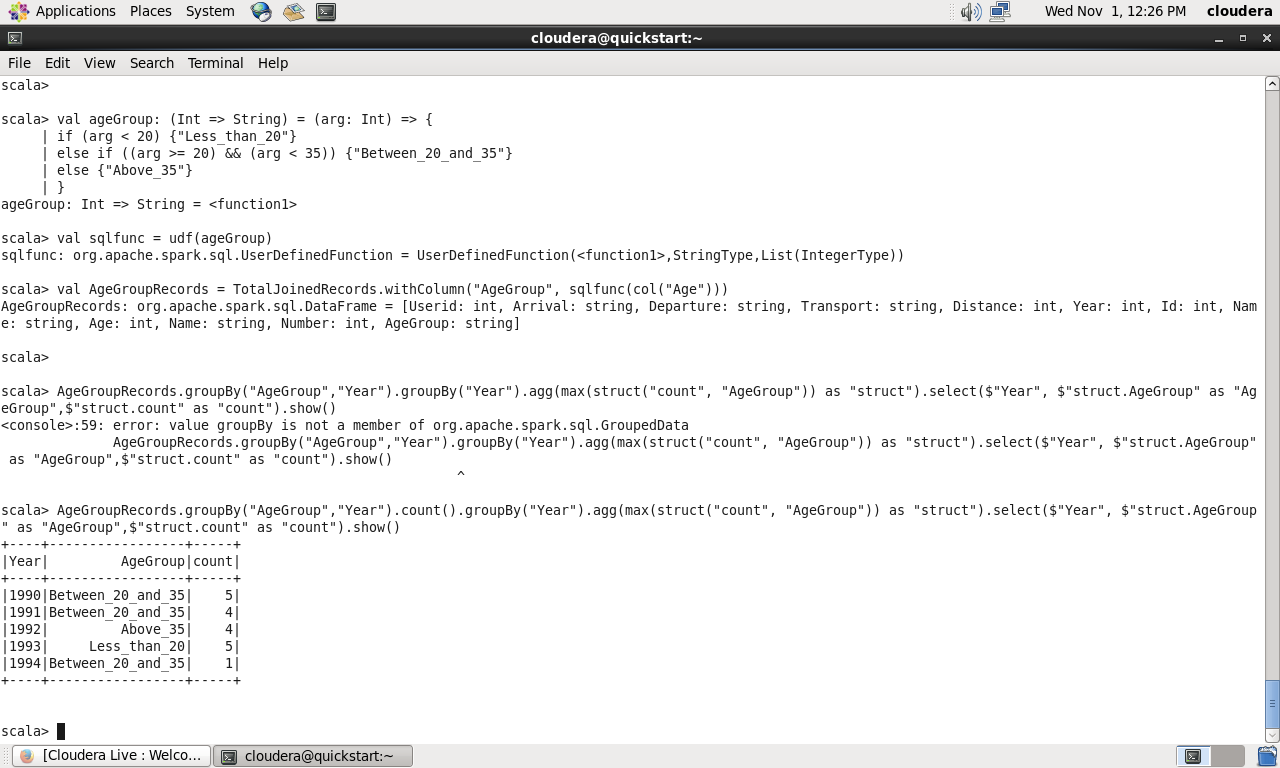 Applications Places System Wed Nov 1, 12:26 PM cloudera
cloudera@quickstart:~
File Edit View Search Terminal Help
scala>
scala> val ageGroup: (Int => String) = (arg: Int) => {
| if (arg < 20) {"Less_than_20"}
| else if ((arg >= 20) && (arg < 35)) {"Between_20_and_35"}
| else {"Above_35"}
| }
ageGroup: Int => String = <function1>
scala> val sqlfunc = udf(ageGroup)
sqlfunc: org.apache.spark.sql.UserDefinedFunction = UserDefinedFunction(<function1>,StringType,List(IntegerType))
scala> val AgeGroupRecords = TotalJoinedRecords.withColumn("AgeGroup", sqlfunc(col("Age")))
AgeGroupRecords: org.apache.spark.sql.DataFrame = [Userid: int, Arrival: string, Departure: string, Transport: string, Distance: int, Year: int, Id: int, Nam
e: string, Age: int, Name: string, Number: int, AgeGroup: string]
scala>
scala> AgeGroupRecords.groupBy("AgeGroup","Year").groupBy("Year").agg(max(struct("count", "AgeGroup")) as "struct").select($"Year", $"struct.AgeGroup" as "Ag
eGroup",$"struct.count" as "count").show()
<console>:59: error: value groupBy is not a member of org.apache.spark.sql.GroupedData
AgeGroupRecords.groupBy("AgeGroup","Year").groupBy("Year").agg(max(struct("count", "AgeGroup")) as "struct").select($"Year", $"struct.AgeGroup"
as "AgeGroup",$"struct.count" as "count").show()
^
scala> AgeGroupRecords.groupBy("AgeGroup","Year").count().groupBy("Year").agg(max(struct("count", "AgeGroup")) as "struct").select($"Year", $"struct.AgeGroup
" as "AgeGroup",$"struct.count" as "count").show()
+----+-----------------+-----+
|Year|         AgeGroup|count|
+----+-----------------+-----+
|1990|Between_20_and_35|    5|
|1991|Between_20_and_35|    4|
|1992|         Above_35|    4|
|1993|     Less_than_20|    5|
|1994|Between_20_and_35|    1|
+----+-----------------+-----+
scala>
[Cloudera Live : Welco... cloudera@quickstart:~